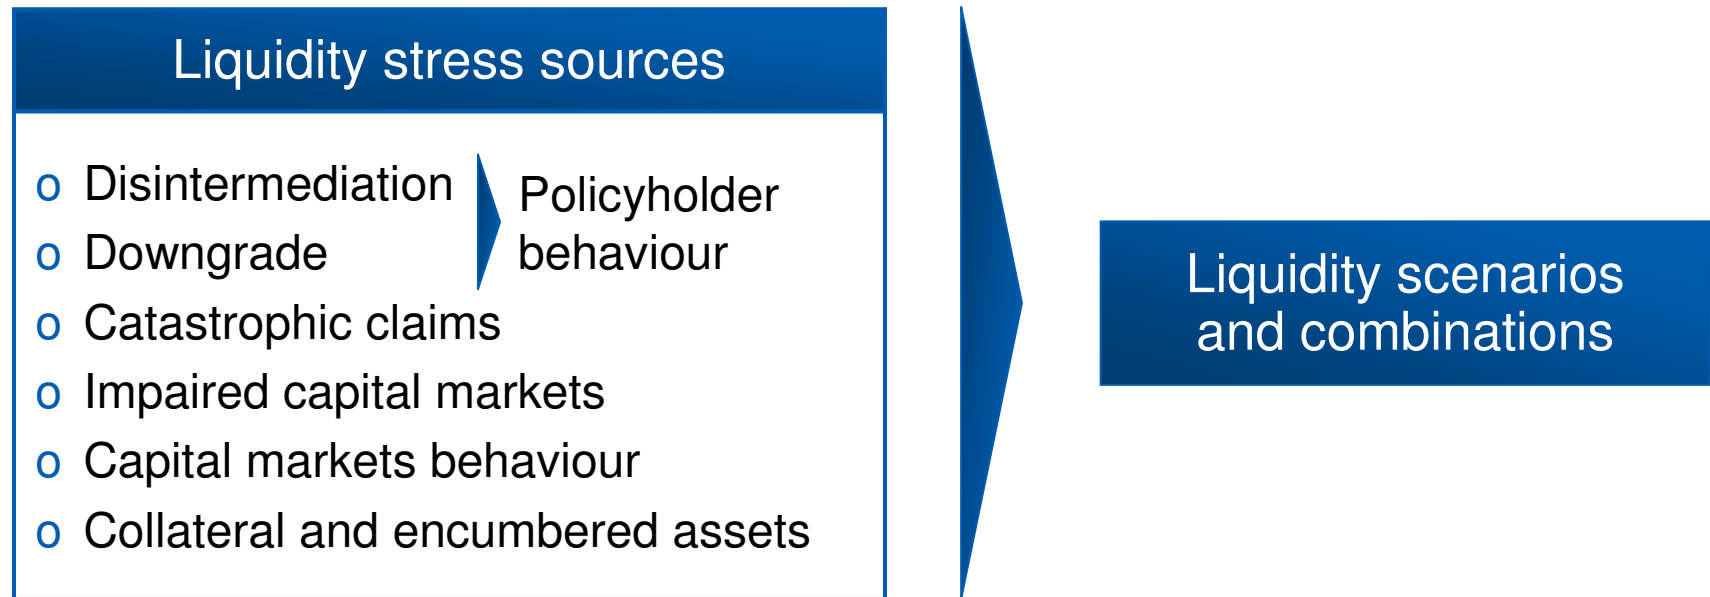 Liquidity stress sources
o Disintermediation
o Downgrade
Policyholder
behaviour
o Catastrophic claims
o Impaired capital markets
o Capital markets behaviour
o Collateral and encumbered assets
Liquidity scenarios
and combinations